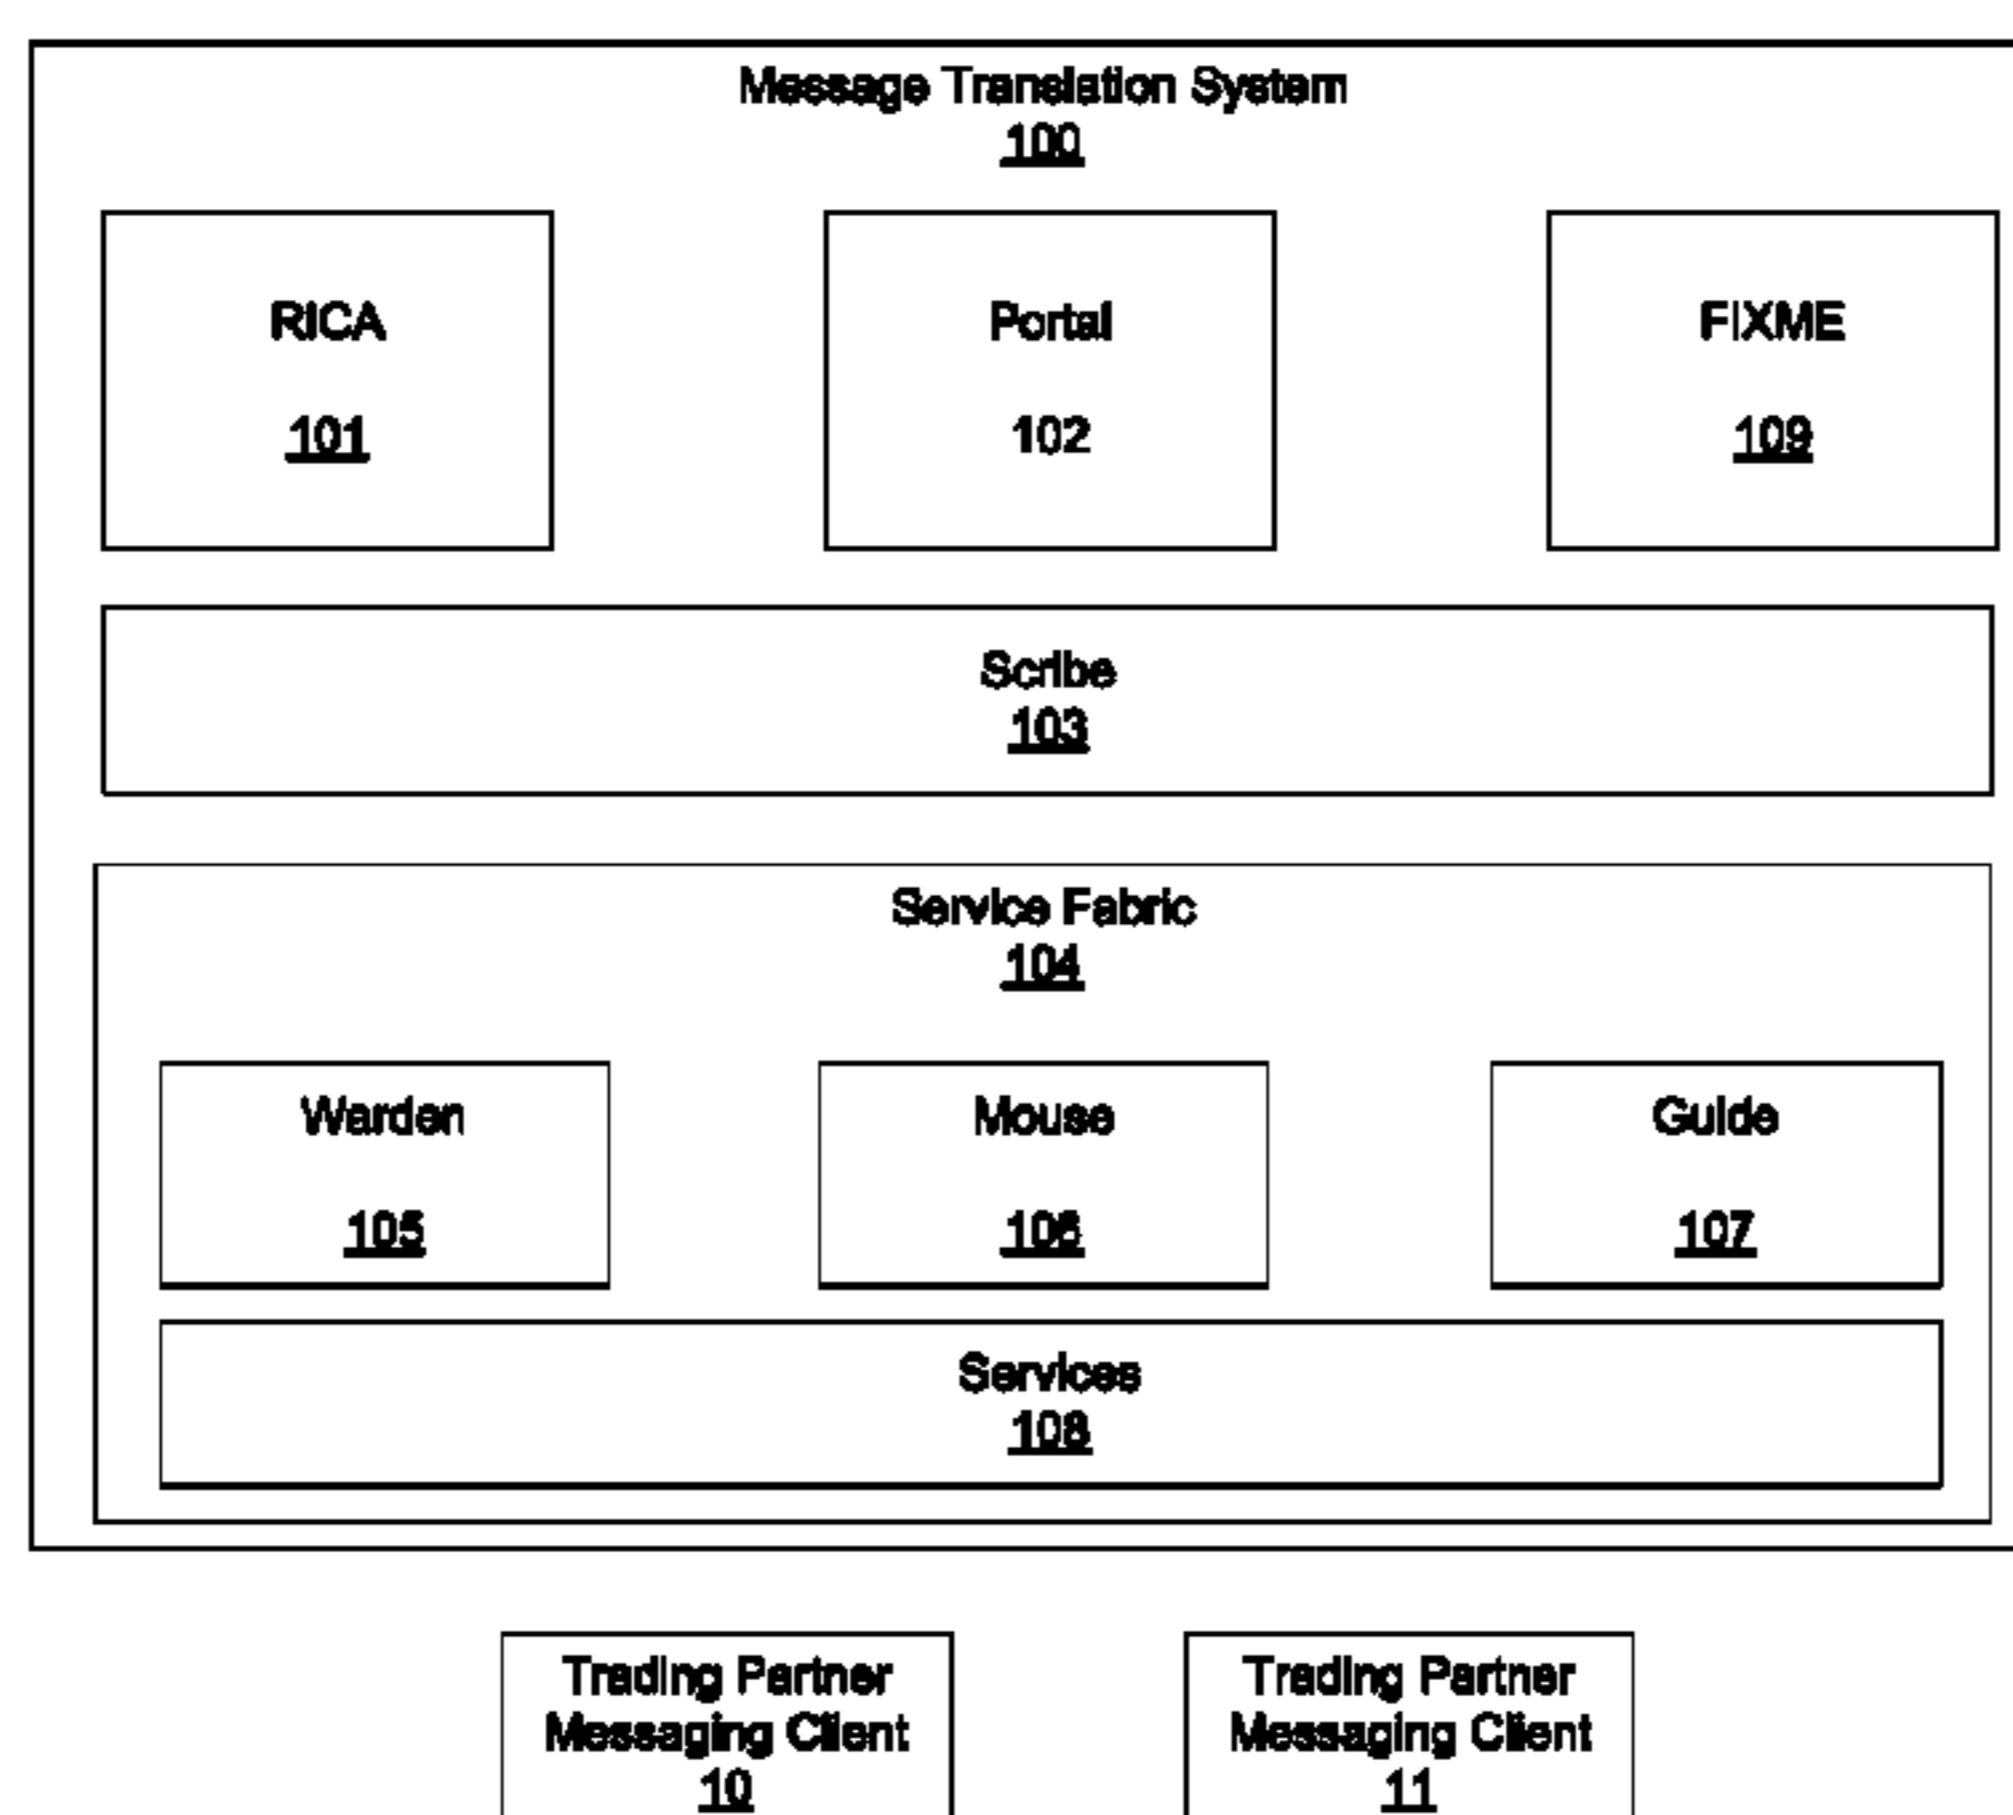 Message Translation System
100
RICA
101
Portal
102
FIXME
109
Scribe
103
Service Fabric
104
Warden
105
Mouse
106
Guide
107
Services
108
Trading Partner
Messaging Client
10
Trading Partner
Messaging Client
11